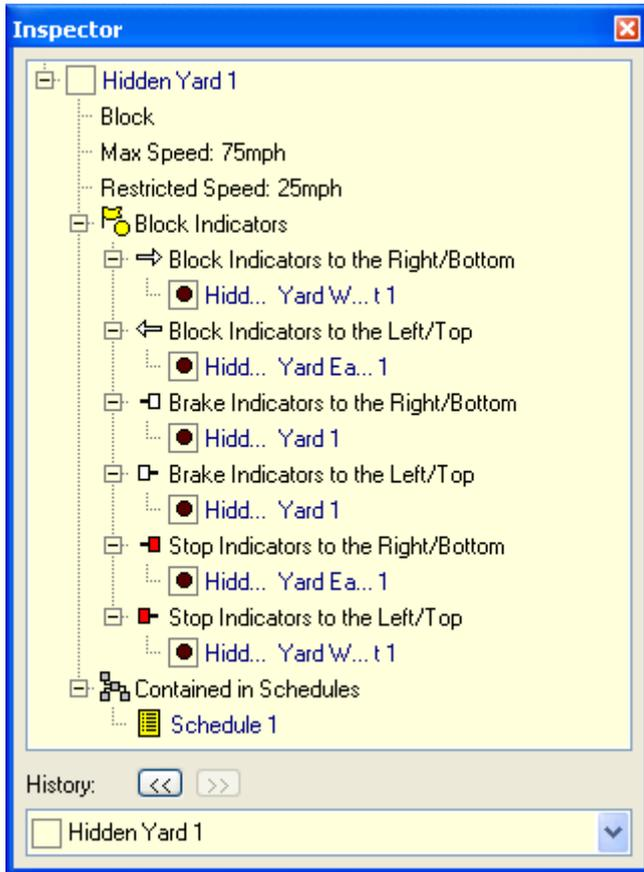 Inspector
Hidden Yard 1
Block
Max Speed: 75mph
Restricted Speed: 25mph
Block Indicators
Block Indicators to the Right/Bottom
Hidd... Yard W... t 1
Block Indicators to the Left/Top
Hidd... Yard Ea... 1
Brake Indicators to the Right/Bottom
Hidd... Yard 1
Brake Indicators to the Left/Top
Hidd... Yard 1
Stop Indicators to the Right/Bottom
Hidd... Yard Ea... 1
Stop Indicators to the Left/Top
Hidd... Yard W... t 1
Contained in Schedules
Schedule 1
History: << >>
Hidden Yard 1